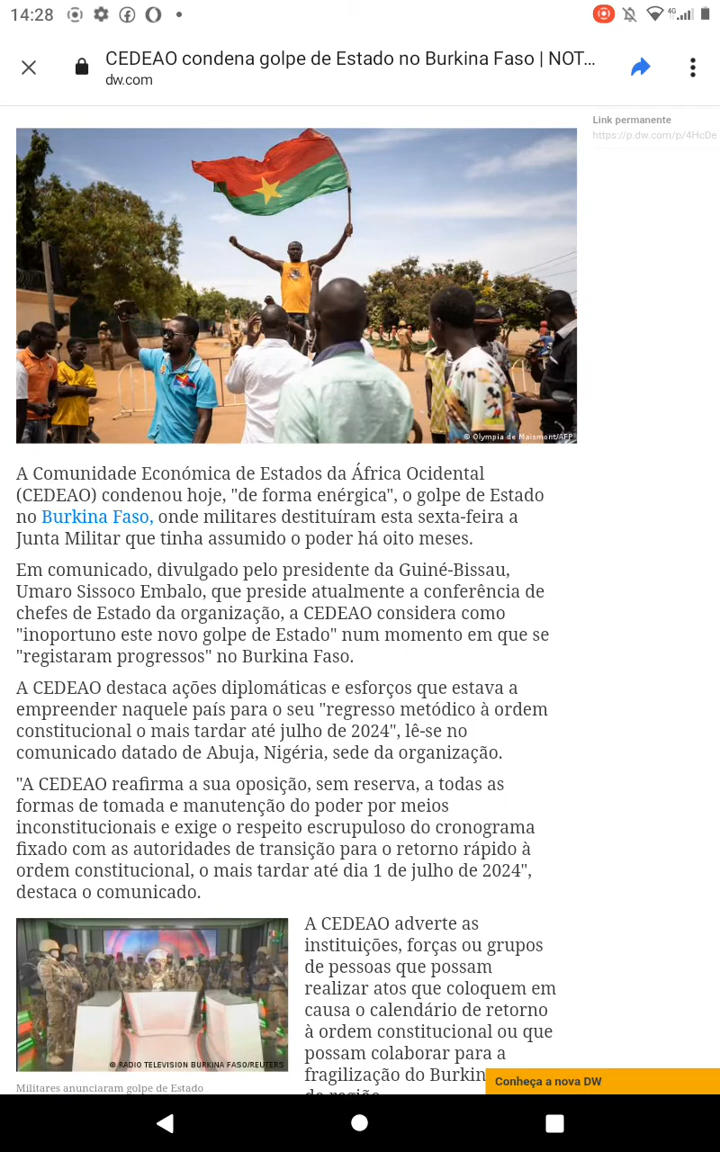 14:28
4G
CEDEAO condena golpe de Estado no Burkina Faso | NOT...
dw.com
Link permanente
https://p.dw.com/p/4HcDe
© Olympia de Maismont/AFP
A Comunidade Económica de Estados da África Ocidental
(CEDEAO) condenou hoje, "de forma enérgica", o golpe de Estado
no Burkina Faso, onde militares destituíram esta sexta-feira a
Junta Militar que tinha assumido o poder há oito meses.
Em comunicado, divulgado pelo presidente da Guiné-Bissau,
Umaro Sissoco Embalo, que preside atualmente a conferência de
chefes de Estado da organização, a CEDEAO considera como
"inoportuno este novo golpe de Estado" num momento em que se
"registaram progressos" no Burkina Faso.
A CEDEAO destaca ações diplomáticas e esforços que estava a
empreender naquele país para o seu "regresso metódico à ordem
constitucional o mais tardar até julho de 2024", lê-se no
comunicado datado de Abuja, Nigéria, sede da organização.
"A CEDEAO reafirma a sua oposição, sem reserva, a todas as
formas de tomada e manutenção do poder por meios
inconstitucionais e exige o respeito escrupuloso do cronograma
fixado com as autoridades de transição para o retorno rápido à
ordem constitucional, o mais tardar até dia 1 de julho de 2024",
destaca o comunicado.
© RADIO TELEVISION BURKINA FASO/REUTERS
Militares anunciaram golpe de Estado
A CEDEAO adverte as
instituições, forças ou grupos
de pessoas que possam
realizar atos que coloquem em
causa o calendário de retorno
à ordem constitucional ou que
possam colaborar para a
fragilização do Burkin
da região
Conheça a nova DW